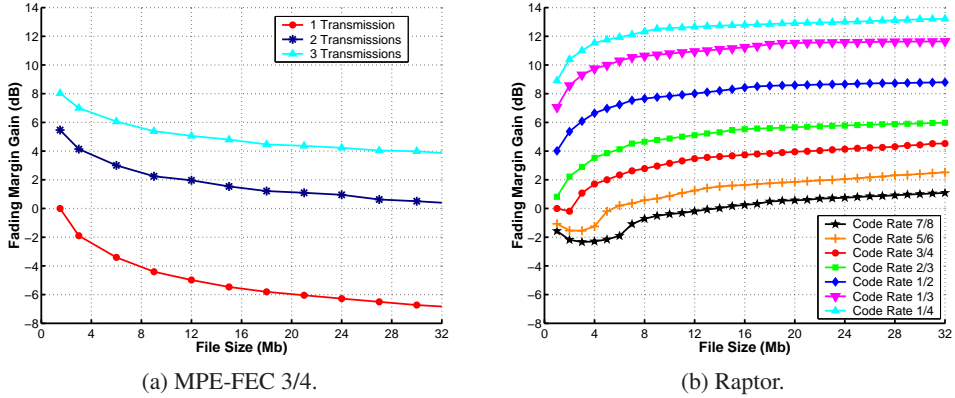 14
12
10
8
6
4
2
0
−2
−4
−6
−8
Fading Margin Gain (dB)
1 Transmission
2 Transmissions
3 Transmissions
0 4 8 12 16 20 24 28 32
File Size (Mb)
(a) MPE-FEC 3/4.
14
12
10
8
6
4
2
0
−2
−4
−6
−8
Fading Margin Gain (dB)
Code Rate 7/8
Code Rate 5/6
Code Rate 3/4
Code Rate 2/3
Code Rate 1/2
Code Rate 1/3
Code Rate 1/4
0 4 8 12 16 20 24 28 32
File Size (Mb)
(b) Raptor.